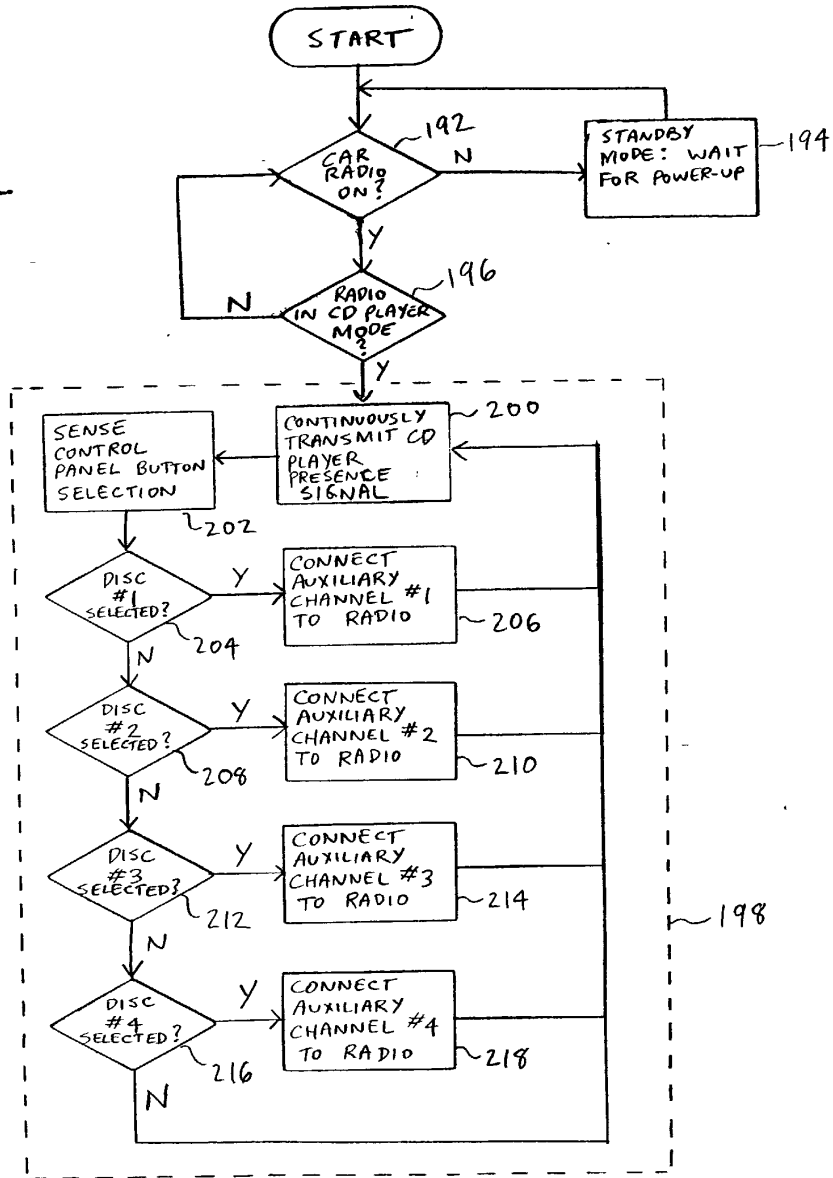 START
192
CAR
RADIO
ON?
N
STANDBY
MODE: WAIT
FOR POWER-UP
194
Y
196
RADIO
IN CD PLAYER
MODE
?
N
Y
200
CONTINUOUSLY
TRANSMIT CD
PLAYER
PRESENCE
SIGNAL
SENSE
CONTROL
PANEL BUTTON
SELECTION
202
DISC
#1
SELECTED?
204
Y
CONNECT
AUXILIARY
CHANNEL #1
TO RADIO
206
N
DISC
#2
SELECTED?
208
Y
CONNECT
AUXILIARY
CHANNEL #2
TO RADIO
210
N
DISC
#3
SELECTED?
212
Y
CONNECT
AUXILIARY
CHANNEL #3
TO RADIO
214
198
N
DISC
#4
SELECTED?
216
Y
CONNECT
AUXILIARY
CHANNEL #4
TO RADIO
218
N